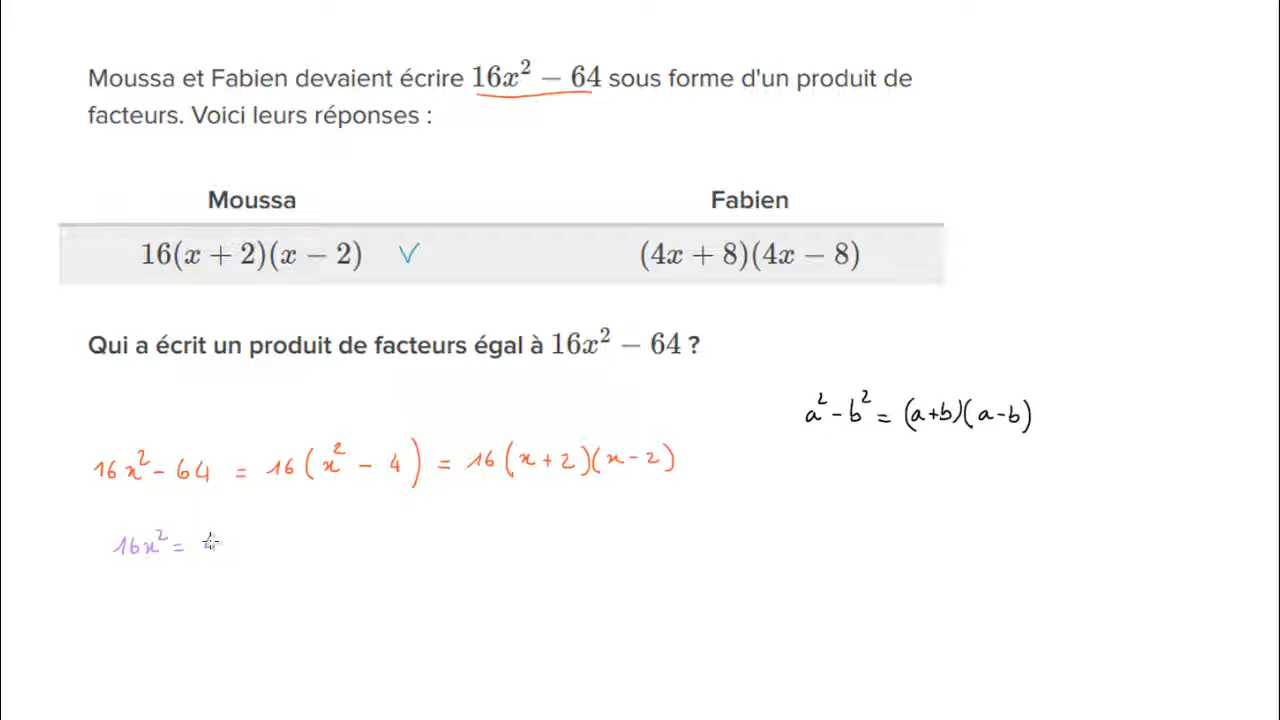 Moussa et Fabien devaient écrire 16x² − 64 sous forme d'un produit de
facteurs. Voici leurs réponses :
Moussa Fabien
16(x + 2)(x − 2) ✓ (4x + 8)(4x − 8)
Qui a écrit un produit de facteurs égal à 16x² − 64 ?
a² - b² = (a+b)(a-b)
16x² - 64 = 16(x² - 4) = 16(x+2)(x-2)
16x² = 4